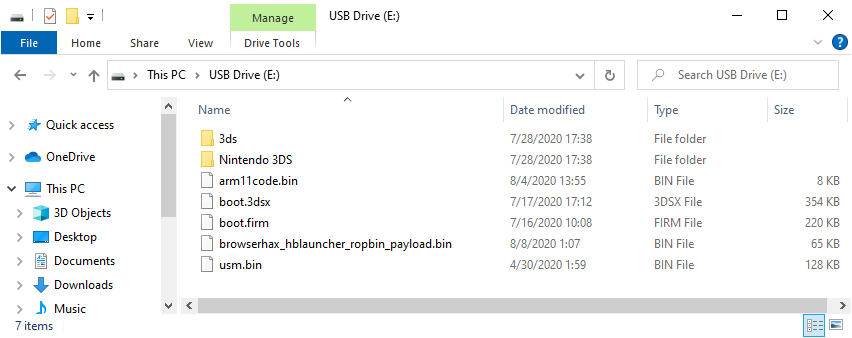 Manage USB Drive (E:)
File Home Share View Drive Tools
This PC USB Drive (E:) Search USB Drive (E:)
Name Date modified Type Size
Quick access
OneDrive
This PC
3D Objects
Desktop
Documents
Downloads
Music
3ds 7/28/2020 17:38 File folder
Nintendo 3DS 7/28/2020 17:38 File folder
arm11code.bin 8/4/2020 13:55 BIN File 8 KB
boot.3dsx 7/17/2020 17:12 3DSX File 354 KB
boot.firm 7/16/2020 10:08 FIRM File 220 KB
browserhax_hblauncher_ropbin_payload.bin 8/8/2020 1:07 BIN File 65 KB
usm.bin 4/30/2020 1:59 BIN File 128 KB
7 items